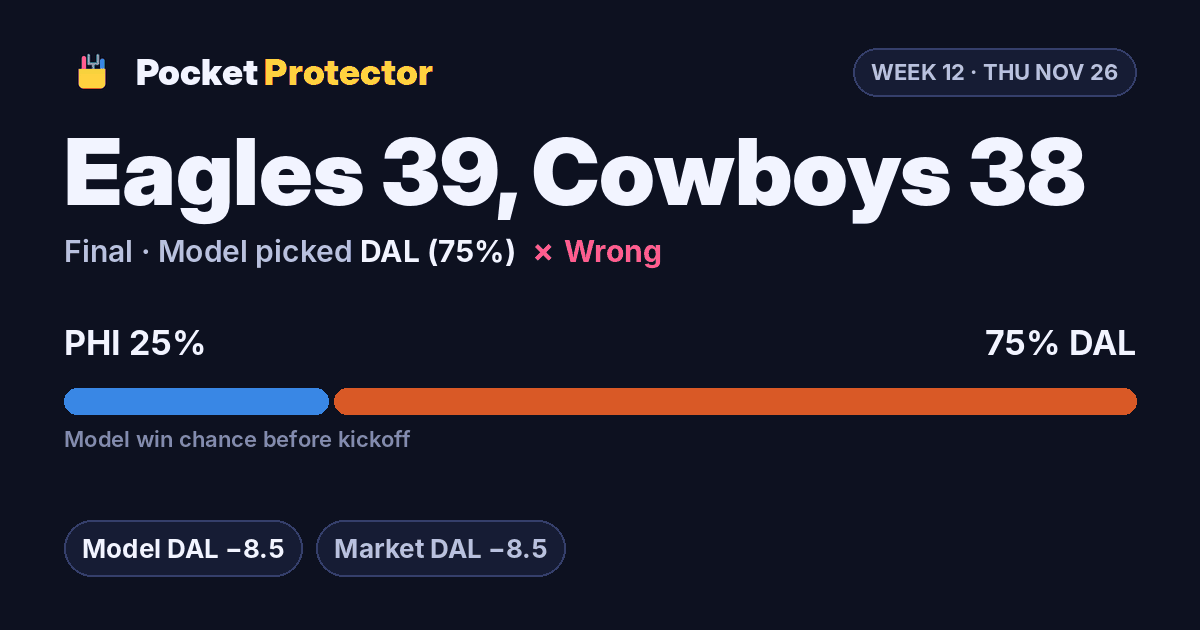 Pocket Protector
WEEK 12 · THU NOV 26
Eagles 39, Cowboys 38
Final · Model picked DAL (75%) × Wrong
PHI 25%
75% DAL
Model win chance before kickoff
Model DAL −8.5
Market DAL −8.5